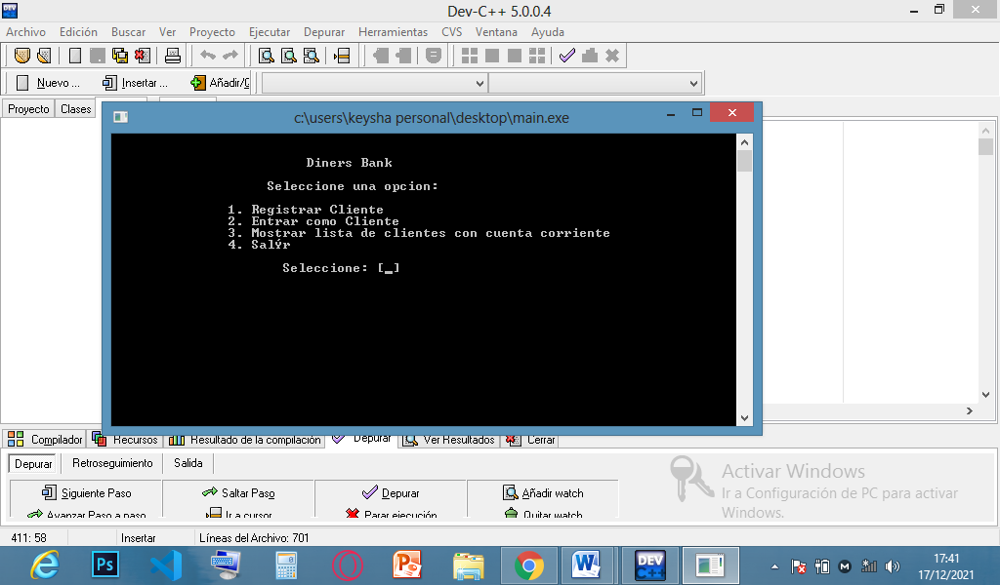 Dev-C++ 5.0.0.4
Archivo Edición Buscar Ver Proyecto Ejecutar Depurar Herramientas CVS Ventana Ayuda
Nuevo ... Insertar ... Añadir/
Proyecto Clases
c:\users\keysha personal\desktop\main.exe
Diners Bank
Seleccione una opcion:
1. Registrar Cliente
2. Entrar como Cliente
3. Mostrar lista de clientes con cuenta corriente
4. SalÝr
Seleccione: [_]
Compilador Recursos Resultado de la compilación Depurar Ver Resultados Cerrar
Depurar Retroseguimiento Salida
Siguiente Paso Saltar Paso Depurar Añadir watch
Avanzar Paso a paso Ir a cursor Parar ejecución Quitar watch
Activar Windows
Ir a Configuración de PC para activar
Windows.
411: 58 Insertar Líneas del Archivo: 701
17:41
17/12/2021